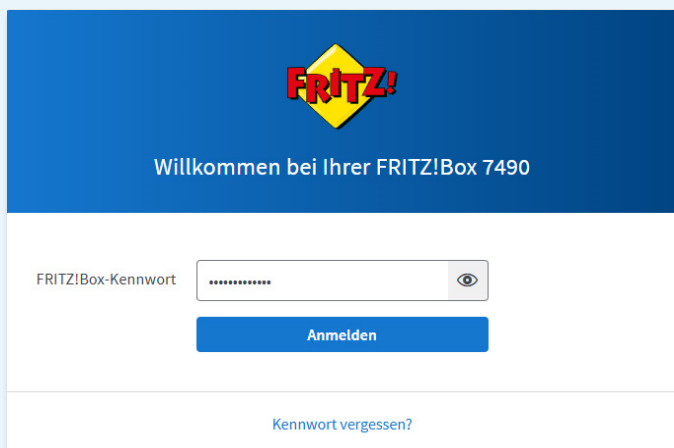 FRITZ!
Willkommen bei Ihrer FRITZ!Box 7490
FRITZ!Box-Kennwort
•••••••••••••
Anmelden
Kennwort vergessen?